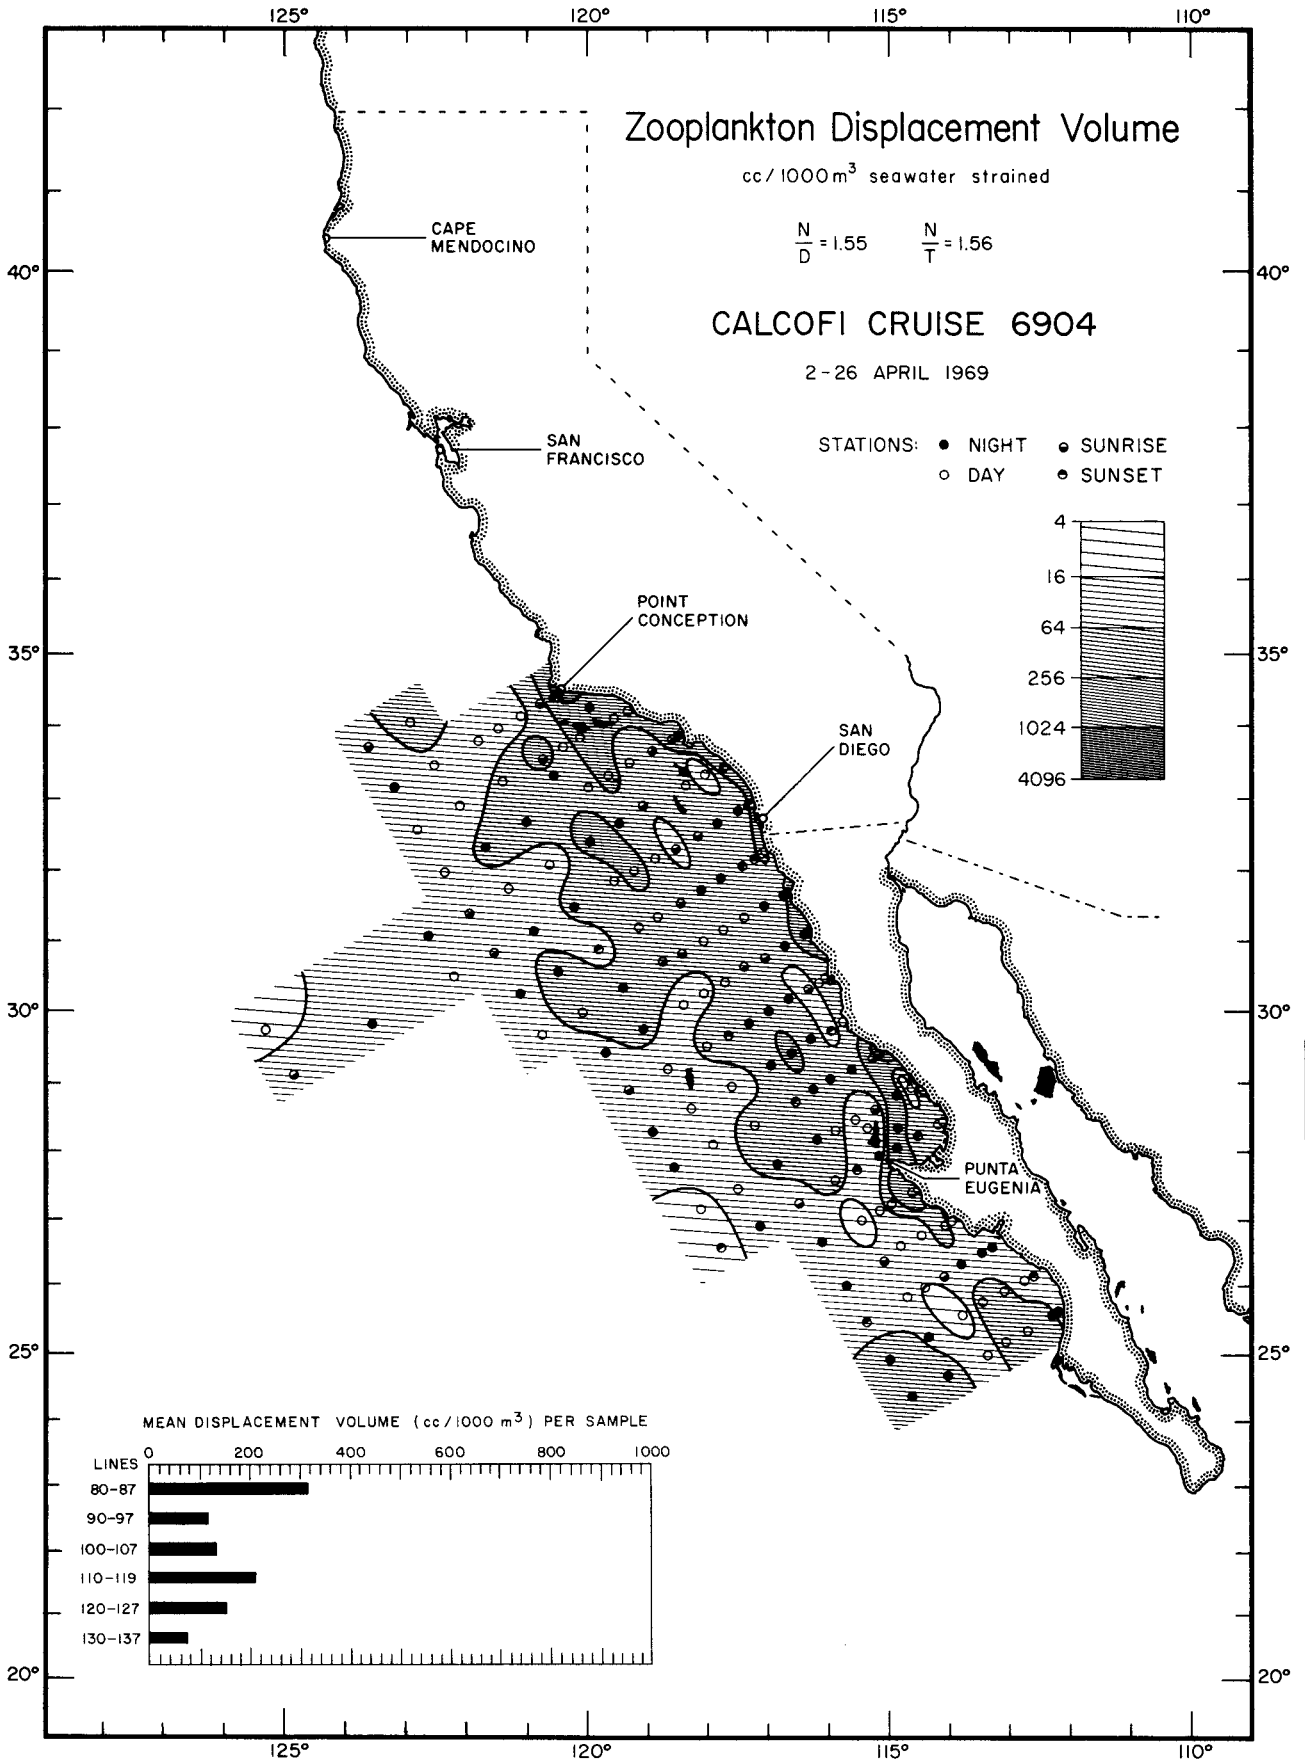 125° 120° 115° 110°
Zooplankton Displacement Volume
cc/1000 m³ seawater strained
N/D = 1.55 N/T = 1.56
CALCOFI CRUISE 6904
2-26 APRIL 1969
STATIONS: NIGHT SUNRISE
DAY SUNSET
CAPE
MENDOCINO
40° 40°
SAN
FRANCISCO
4
16
64
256
1024
4096
POINT
CONCEPTION
35° 35°
SAN
DIEGO
30° 30°
PUNTA
EUGENIA
25° 25°
MEAN DISPLACEMENT VOLUME (cc/1000 m³) PER SAMPLE
0 200 400 600 800 1000
LINES
80-87
90-97
100-107
110-119
120-127
130-137
20° 20°
125° 120° 115° 110°